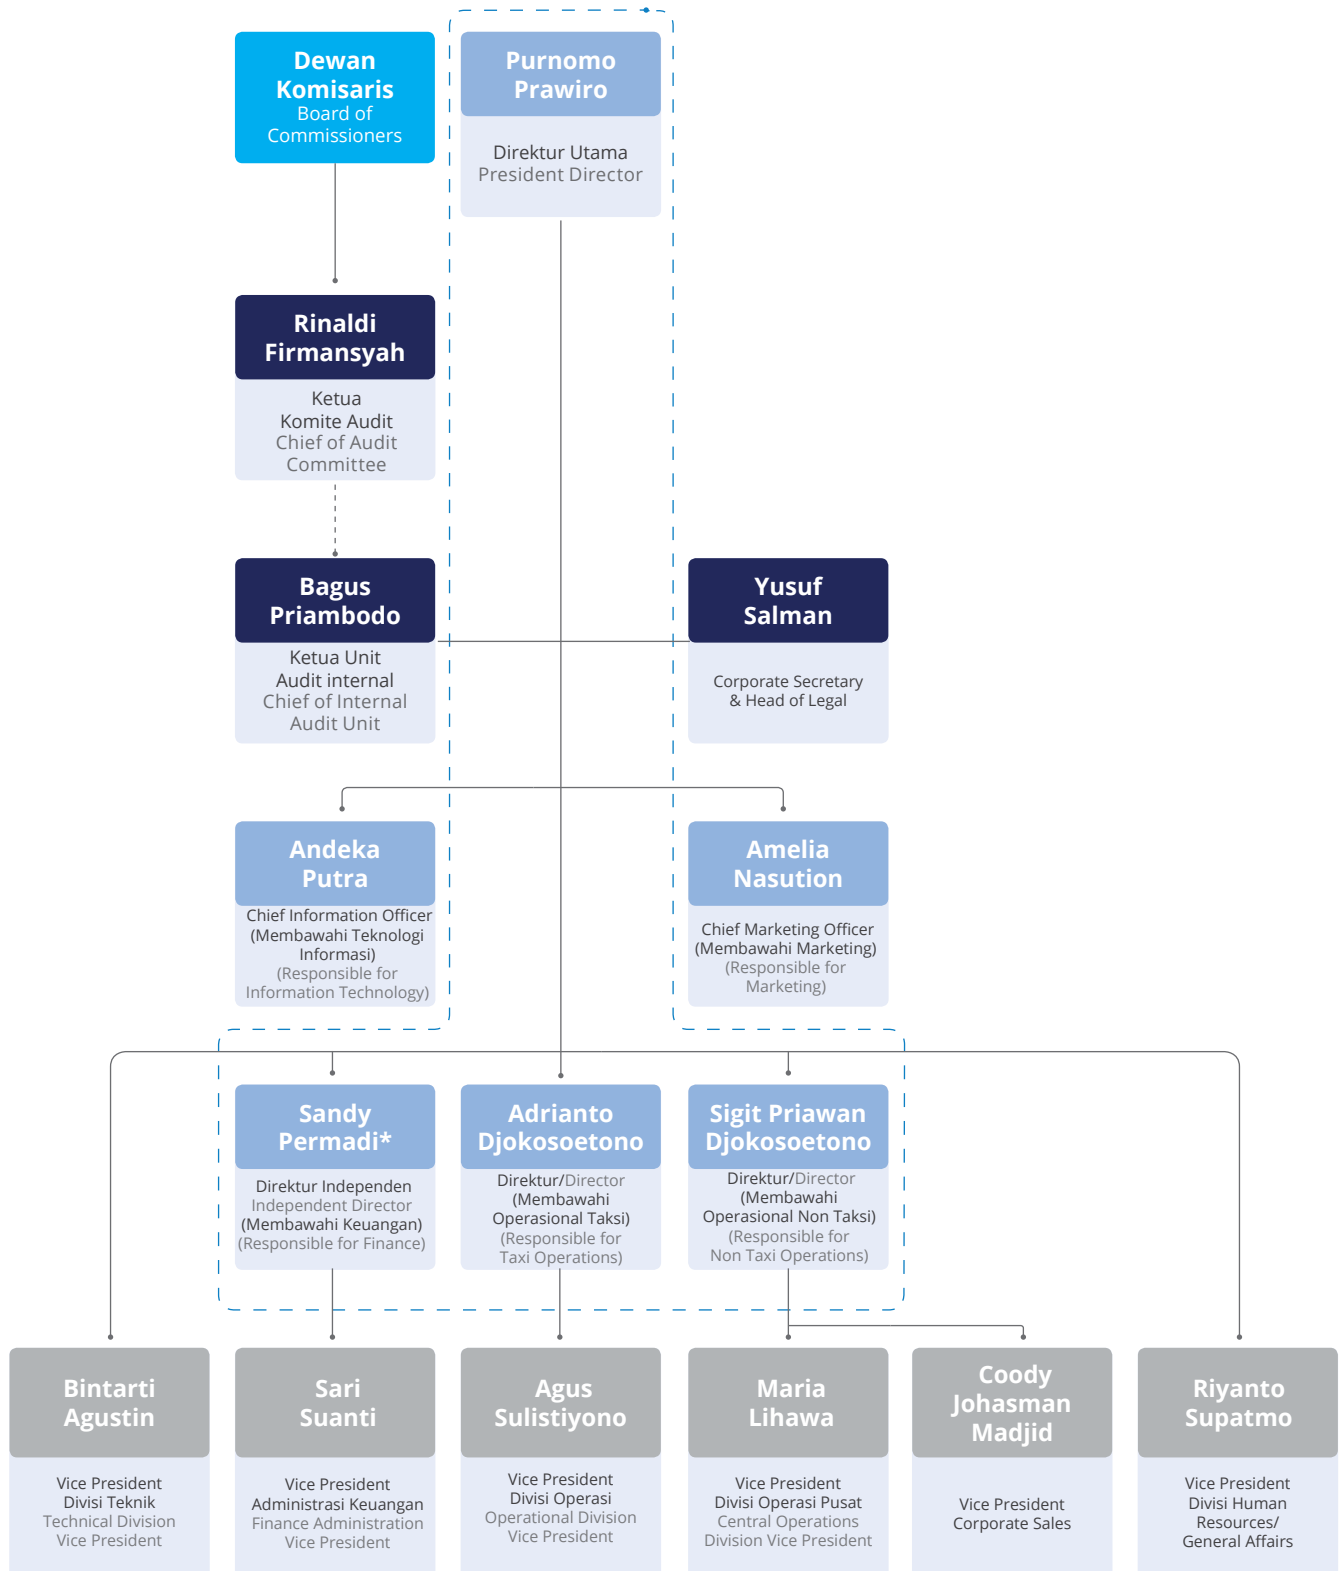 Dewan
Komisaris
Board of
Commissioners
Purnomo
Prawiro
Direktur Utama
President Director
Rinaldi
Firmansyah
Ketua
Komite Audit
Chief of Audit
Committee
Bagus
Priambodo
Ketua Unit
Audit internal
Chief of Internal
Audit Unit
Yusuf
Salman
Corporate Secretary
& Head of Legal
Andeka
Putra
Chief Information Officer
(Membawahi Teknologi
Informasi)
(Responsible for
Information Technology)
Amelia
Nasution
Chief Marketing Officer
(Membawahi Marketing)
(Responsible for
Marketing)
Sandy
Permadi*
Direktur Independen
Independent Director
(Membawahi Keuangan)
(Responsible for Finance)
Adrianto
Djokosoetono
Direktur/Director
(Membawahi
Operasional Taksi)
(Responsible for
Taxi Operations)
Sigit Priawan
Djokosoetono
Direktur/Director
(Membawahi
Operasional Non Taksi)
(Responsible for
Non Taxi Operations)
Bintarti
Agustin
Vice President
Divisi Teknik
Technical Division
Vice President
Sari
Suanti
Vice President
Administrasi Keuangan
Finance Administration
Vice President
Agus
Sulistiyono
Vice President
Divisi Operasi
Operational Division
Vice President
Maria
Lihawa
Vice President
Divisi Operasi Pusat
Central Operations
Division Vice President
Coody
Johasman
Madjid
Vice President
Corporate Sales
Riyanto
Supatmo
Vice President
Divisi Human
Resources/
General Affairs